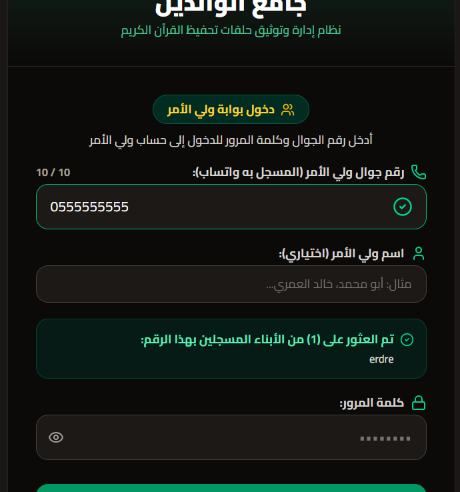 جامع الوالدين
نظام إدارة وتوثيق حلقات تحفيظ القرآن الكريم
دخول بوابة ولي الأمر
أدخل رقم الجوال وكلمة المرور للدخول إلى حساب ولي الأمر
رقم جوال ولي الأمر (المسجل به واتساب):
10 / 10
0555555555
اسم ولي الأمر (اختياري):
مثال: أبو محمد، خالد العمري...
تم العثور على (1) من الأبناء المسجلين بهذا الرقم:
erdre
كلمة المرور: